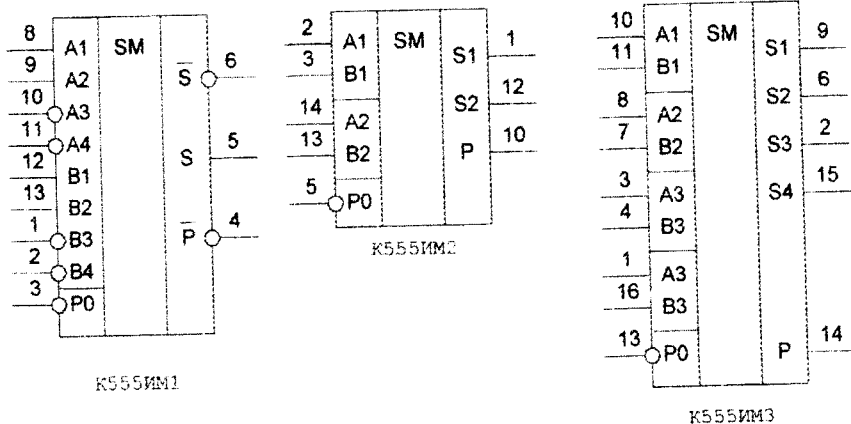 8 A1 SM
9 A2 S̅ 6
10 A3
11 A4
12 B1 S 5
13 B2
1 B3 P̅ 4
2 B4
3 P0
К555ИМ1
2 A1 SM S1 1
3 B1
14 A2 S2 12
13 B2 P 10
5 P0
К555ИМ2
10 A1 SM S1 9
11 B1
8 A2 S2 6
7 B2 S3 2
3 A3 S4 15
4 B3
1 A3
16 B3
13 P0 P 14
К555ИМ3